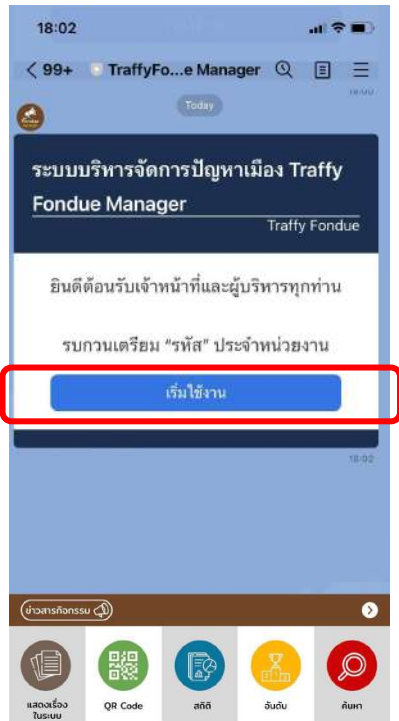 18:02
99+ TraffyFo...e Manager
18:00
Today
ระบบบริหารจัดการปัญหาเมือง Traffy
Fondue Manager
Traffy Fondue
ยินดีต้อนรับเจ้าหน้าที่และผู้บริหารทุกท่าน
รบกวนเตรียม “รหัส” ประจำหน่วยงาน
เริ่มใช้งาน
18:02
ข่าวสารกิจกรรม
แสดงเรื่อง
ในระบบ
QR Code
สถิติ
อันดับ
ค้นหา